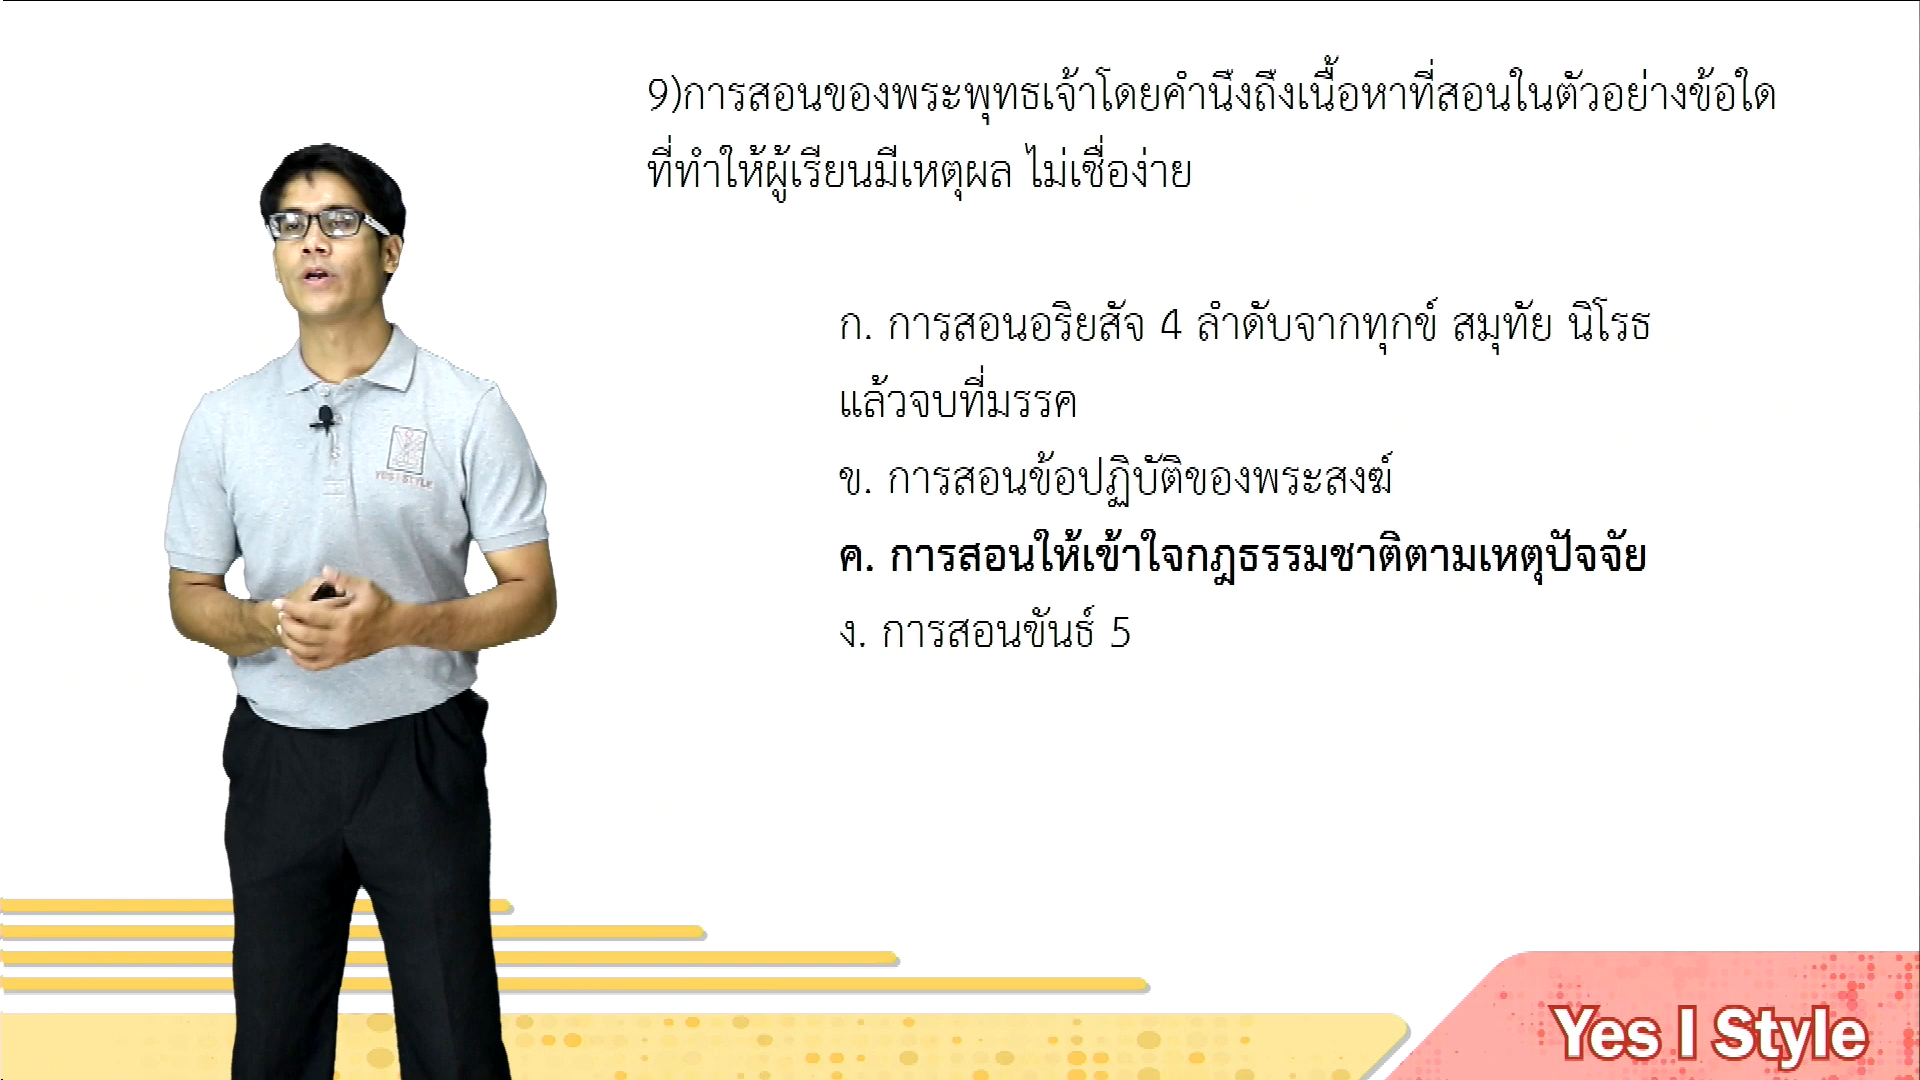 9)การสอนของพระพุทธเจ้าโดยคำนึงถึงเนื้อหาที่สอนในตัวอย่างข้อใด
ที่ทำให้ผู้เรียนมีเหตุผล ไม่เชื่อง่าย
ก. การสอนอริยสัจ 4 ลำดับจากทุกข์ สมุทัย นิโรธ
แล้วจบที่มรรค
ข. การสอนข้อปฏิบัติของพระสงฆ์
ค. การสอนให้เข้าใจกฎธรรมชาติตามเหตุปัจจัย
ง. การสอนขันธ์ 5
YES I STYLE
Yes I Style